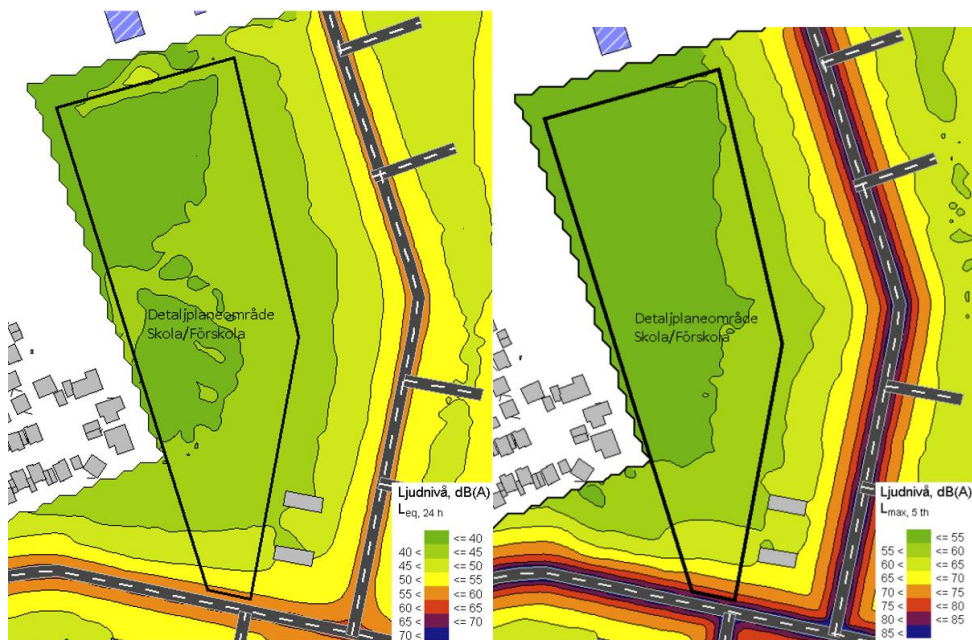 Detaljplaneområde
Skola/Förskola
Ljudnivå, dB(A)
Leq, 24 h
<= 40
40 < <= 45
45 < <= 50
50 < <= 55
55 < <= 60
60 < <= 65
65 < <= 70
70 <
Detaljplaneområde
Skola/Förskola
Ljudnivå, dB(A)
Lmax, 5 th
<= 55
55 < <= 60
60 < <= 65
65 < <= 70
70 < <= 75
75 < <= 80
80 < <= 85
85 <